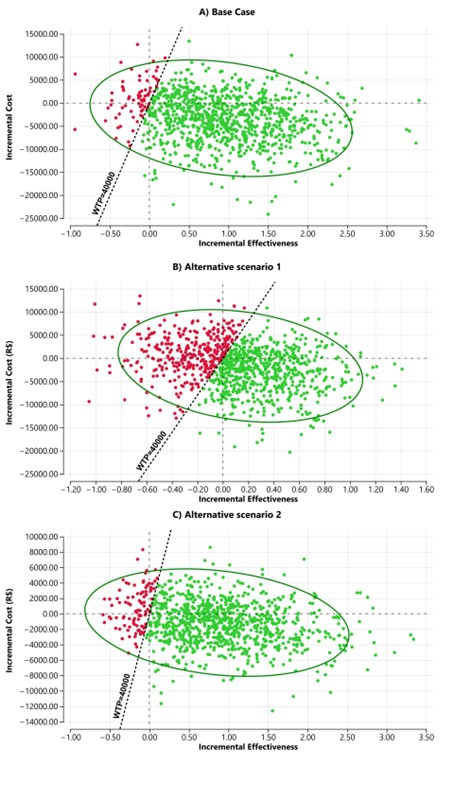 A) Base Case
Incremental Cost
15000.00
10000.00
5000.00
0.00
−5000.00
−10000.00
−15000.00
−20000.00
−25000.00
WTP=40000
−1.00 −0.50 0.00 0.50 1.00 1.50 2.00 2.50 3.00 3.50
Incremental Effectiveness
B) Alternative scenario 1
Incremental Cost (R$)
15000.00
10000.00
5000.00
0.00
−5000.00
−10000.00
−15000.00
−20000.00
−25000.00
WTP=40000
−1.20 −1.00 −0.80 −0.60 −0.40 −0.20 0.00 0.20 0.40 0.60 0.80 1.00 1.20 1.40 1.60
Incremental Effectiveness
C) Alternative scenario 2
Incremental Cost (R$)
10000.00
8000.00
6000.00
4000.00
2000.00
0.00
−2000.00
−4000.00
−6000.00
−8000.00
−10000.00
−12000.00
−14000.00
WTP=40000
−1.00 −0.50 0.00 0.50 1.00 1.50 2.00 2.50 3.00 3.50
Incremental Effectiveness